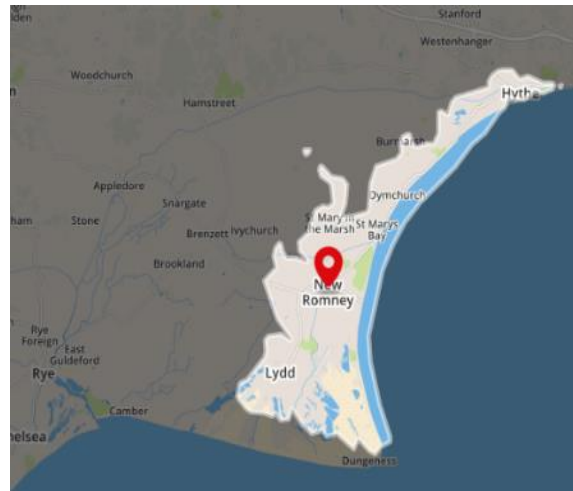 Stanford
Westenhanger
Woodchurch
Hamstreet
Hythe
Burmarsh
Appledore
Dymchurch
Snargate
Stone
St Mary in
the Marsh
St Marys
Bay
Brenzett
Ivychurch
Brookland
New
Romney
Rye
Foreign
East
Guldeford
Rye
Lydd
Camber
Dungeness